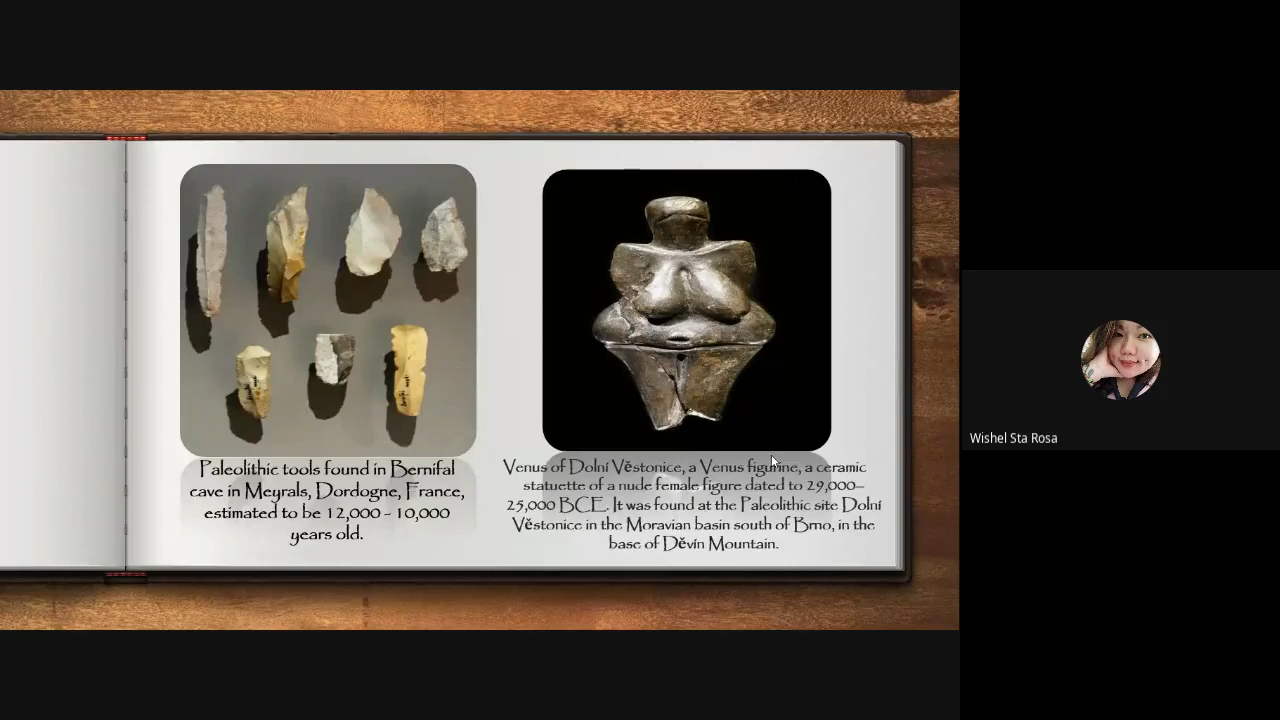 Paleolithic tools found in Bernifal
cave in Meyrals, Dordogne, France,
estimated to be 12,000 - 10,000
years old.
Venus of Dolní Věstonice, a Venus figurine, a ceramic
statuette of a nude female figure dated to 29,000–
25,000 BCE. It was found at the Paleolithic site Dolní
Věstonice in the Moravian basin south of Brno, in the
base of Děvín Mountain.
Wishel Sta Rosa